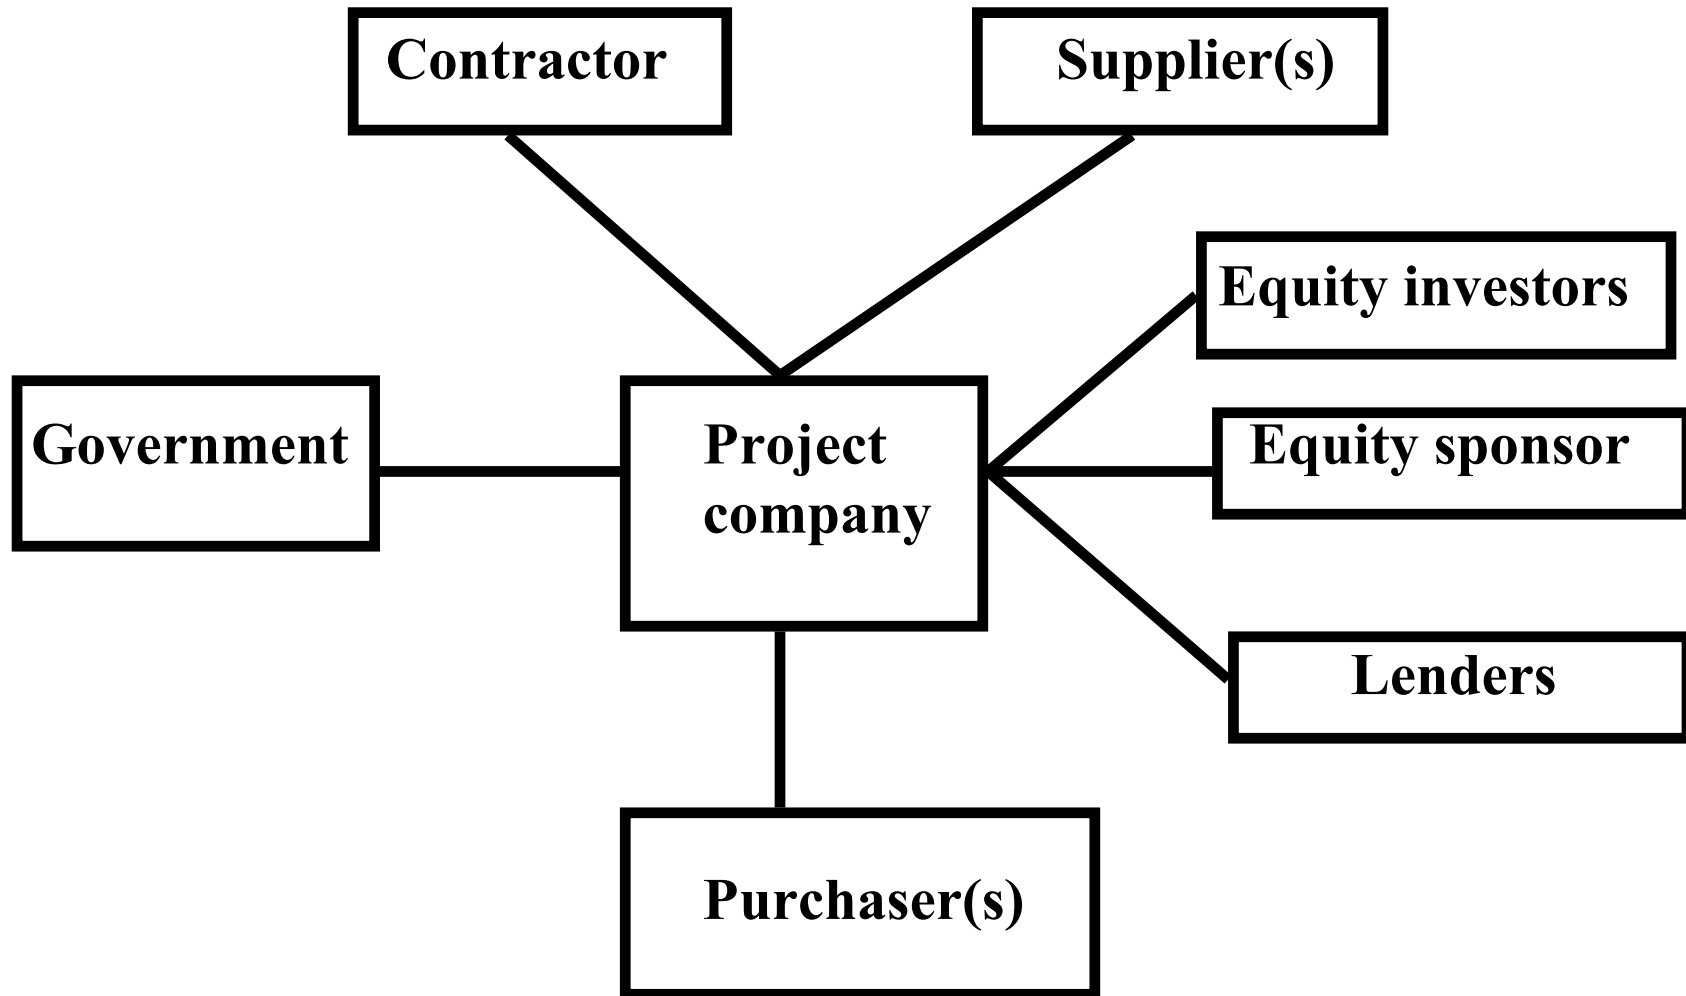 Contractor
Supplier(s)
Equity investors
Government
Project
company
Equity sponsor
Lenders
Purchaser(s)